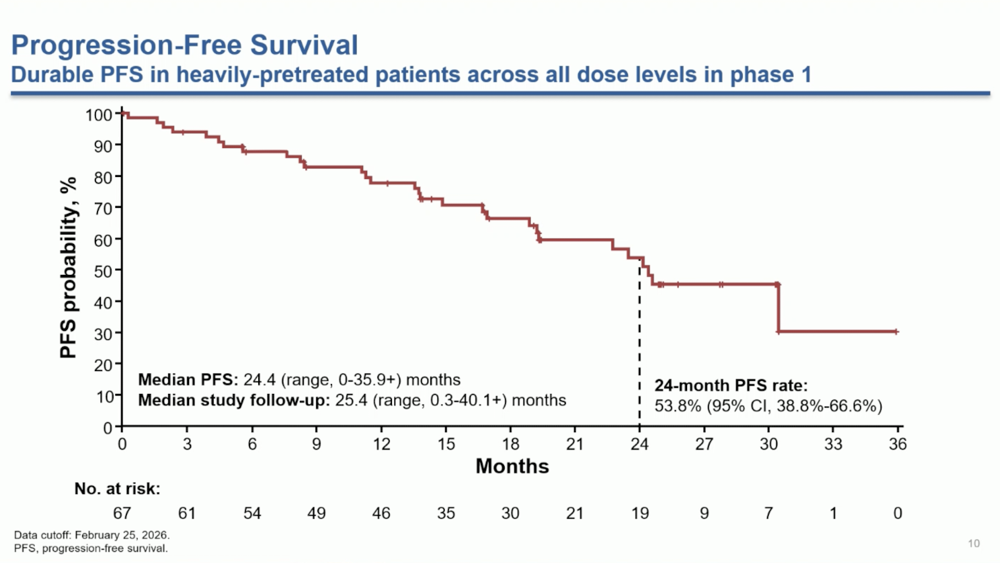 Progression-Free Survival
Durable PFS in heavily-pretreated patients across all dose levels in phase 1
PFS probability, %
100
90
80
70
60
50
40
30
20
10
0
Median PFS: 24.4 (range, 0-35.9+) months
Median study follow-up: 25.4 (range, 0.3-40.1+) months
24-month PFS rate:
53.8% (95% CI, 38.8%-66.6%)
0 3 6 9 12 15 18 21 24 27 30 33 36
Months
No. at risk:
67 61 54 49 46 35 30 21 19 9 7 1 0
Data cutoff: February 25, 2026.
PFS, progression-free survival.
10